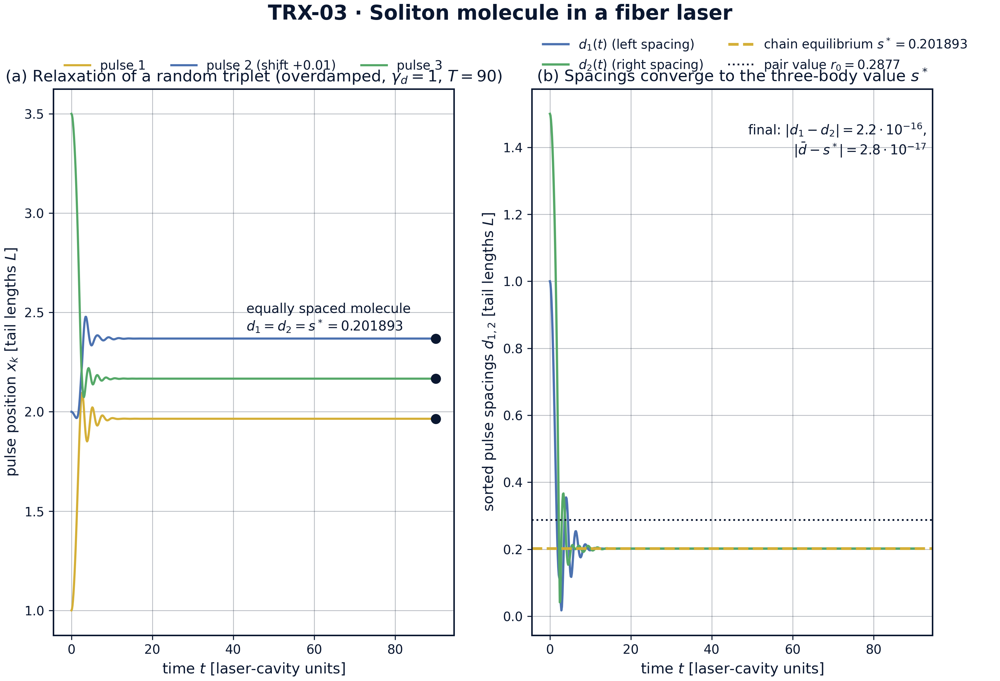 TRX-03 · Soliton molecule in a fiber laser
pulse 1
pulse 2 (shift +0.01)
pulse 3
(a) Relaxation of a random triplet (overdamped, γ_d = 1, T = 90)
pulse position x_k [tail lengths L]
3.5
3.0
2.5
2.0
1.5
1.0
equally spaced molecule
d₁ = d₂ = s* = 0.201893
0
20
40
60
80
time t [laser-cavity units]
d₁(t) (left spacing)
d₂(t) (right spacing)
chain equilibrium s* = 0.201893
pair value r₀ = 0.2877
(b) Spacings converge to the three-body value s*
sorted pulse spacings d₁,₂ [tail lengths L]
1.4
1.2
1.0
0.8
0.6
0.4
0.2
0.0
final: |d₁ − d₂| = 2.2 · 10⁻¹⁶,
|d̄ − s*| = 2.8 · 10⁻¹⁷
0
20
40
60
80
time t [laser-cavity units]